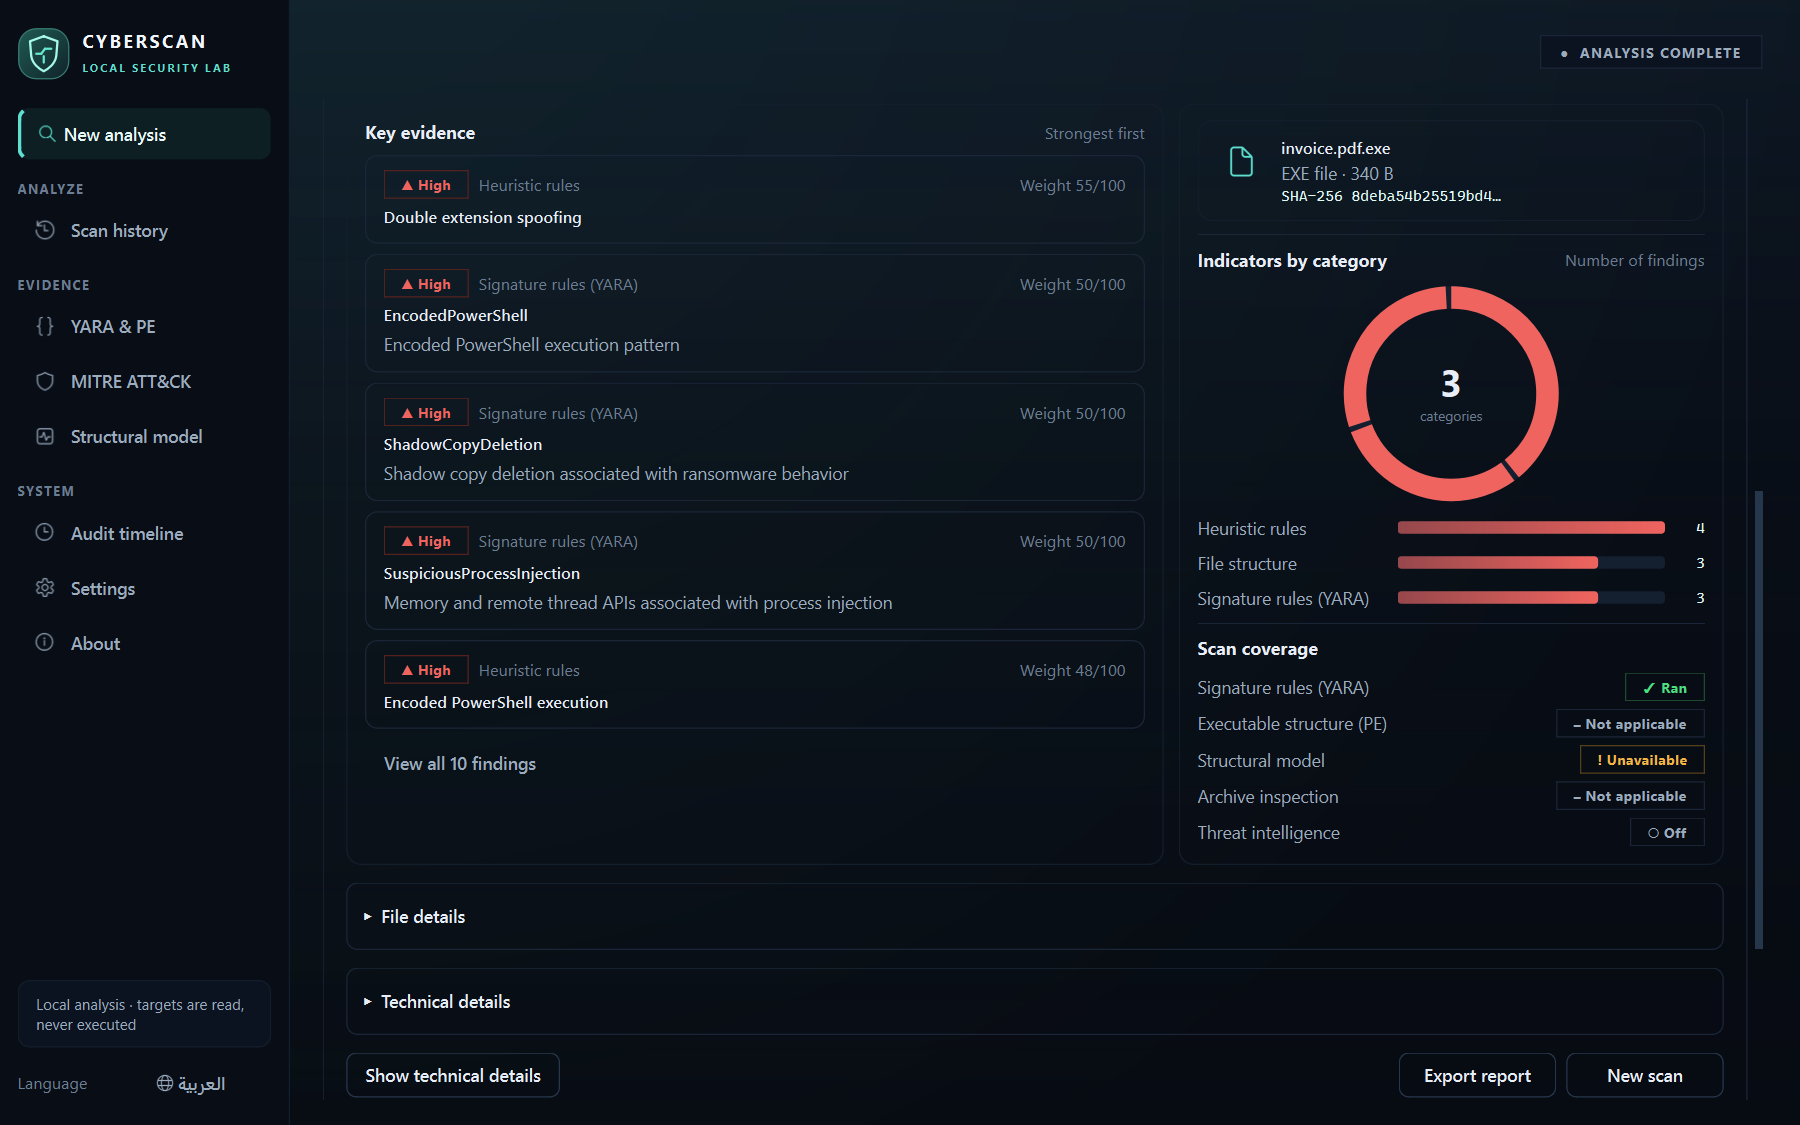 CYBERSCAN
LOCAL SECURITY LAB
New analysis
ANALYZE
Scan history
EVIDENCE
YARA & PE
MITRE ATT&CK
Structural model
SYSTEM
Audit timeline
Settings
About
Local analysis · targets are read,
never executed
Language
العربية
• ANALYSIS COMPLETE
Key evidence
Strongest first
▲ High
Heuristic rules
Weight 55/100
Double extension spoofing
▲ High
Signature rules (YARA)
Weight 50/100
EncodedPowerShell
Encoded PowerShell execution pattern
▲ High
Signature rules (YARA)
Weight 50/100
ShadowCopyDeletion
Shadow copy deletion associated with ransomware behavior
▲ High
Signature rules (YARA)
Weight 50/100
SuspiciousProcessInjection
Memory and remote thread APIs associated with process injection
▲ High
Heuristic rules
Weight 48/100
Encoded PowerShell execution
View all 10 findings
invoice.pdf.exe
EXE file · 340 B
SHA-256 8deba54b25519bd4…
Indicators by category
Number of findings
3
categories
Heuristic rules 4
File structure 3
Signature rules (YARA) 3
Scan coverage
Signature rules (YARA) ✓ Ran
Executable structure (PE) – Not applicable
Structural model ! Unavailable
Archive inspection – Not applicable
Threat intelligence ○ Off
▸ File details
▸ Technical details
Show technical details
Export report
New scan